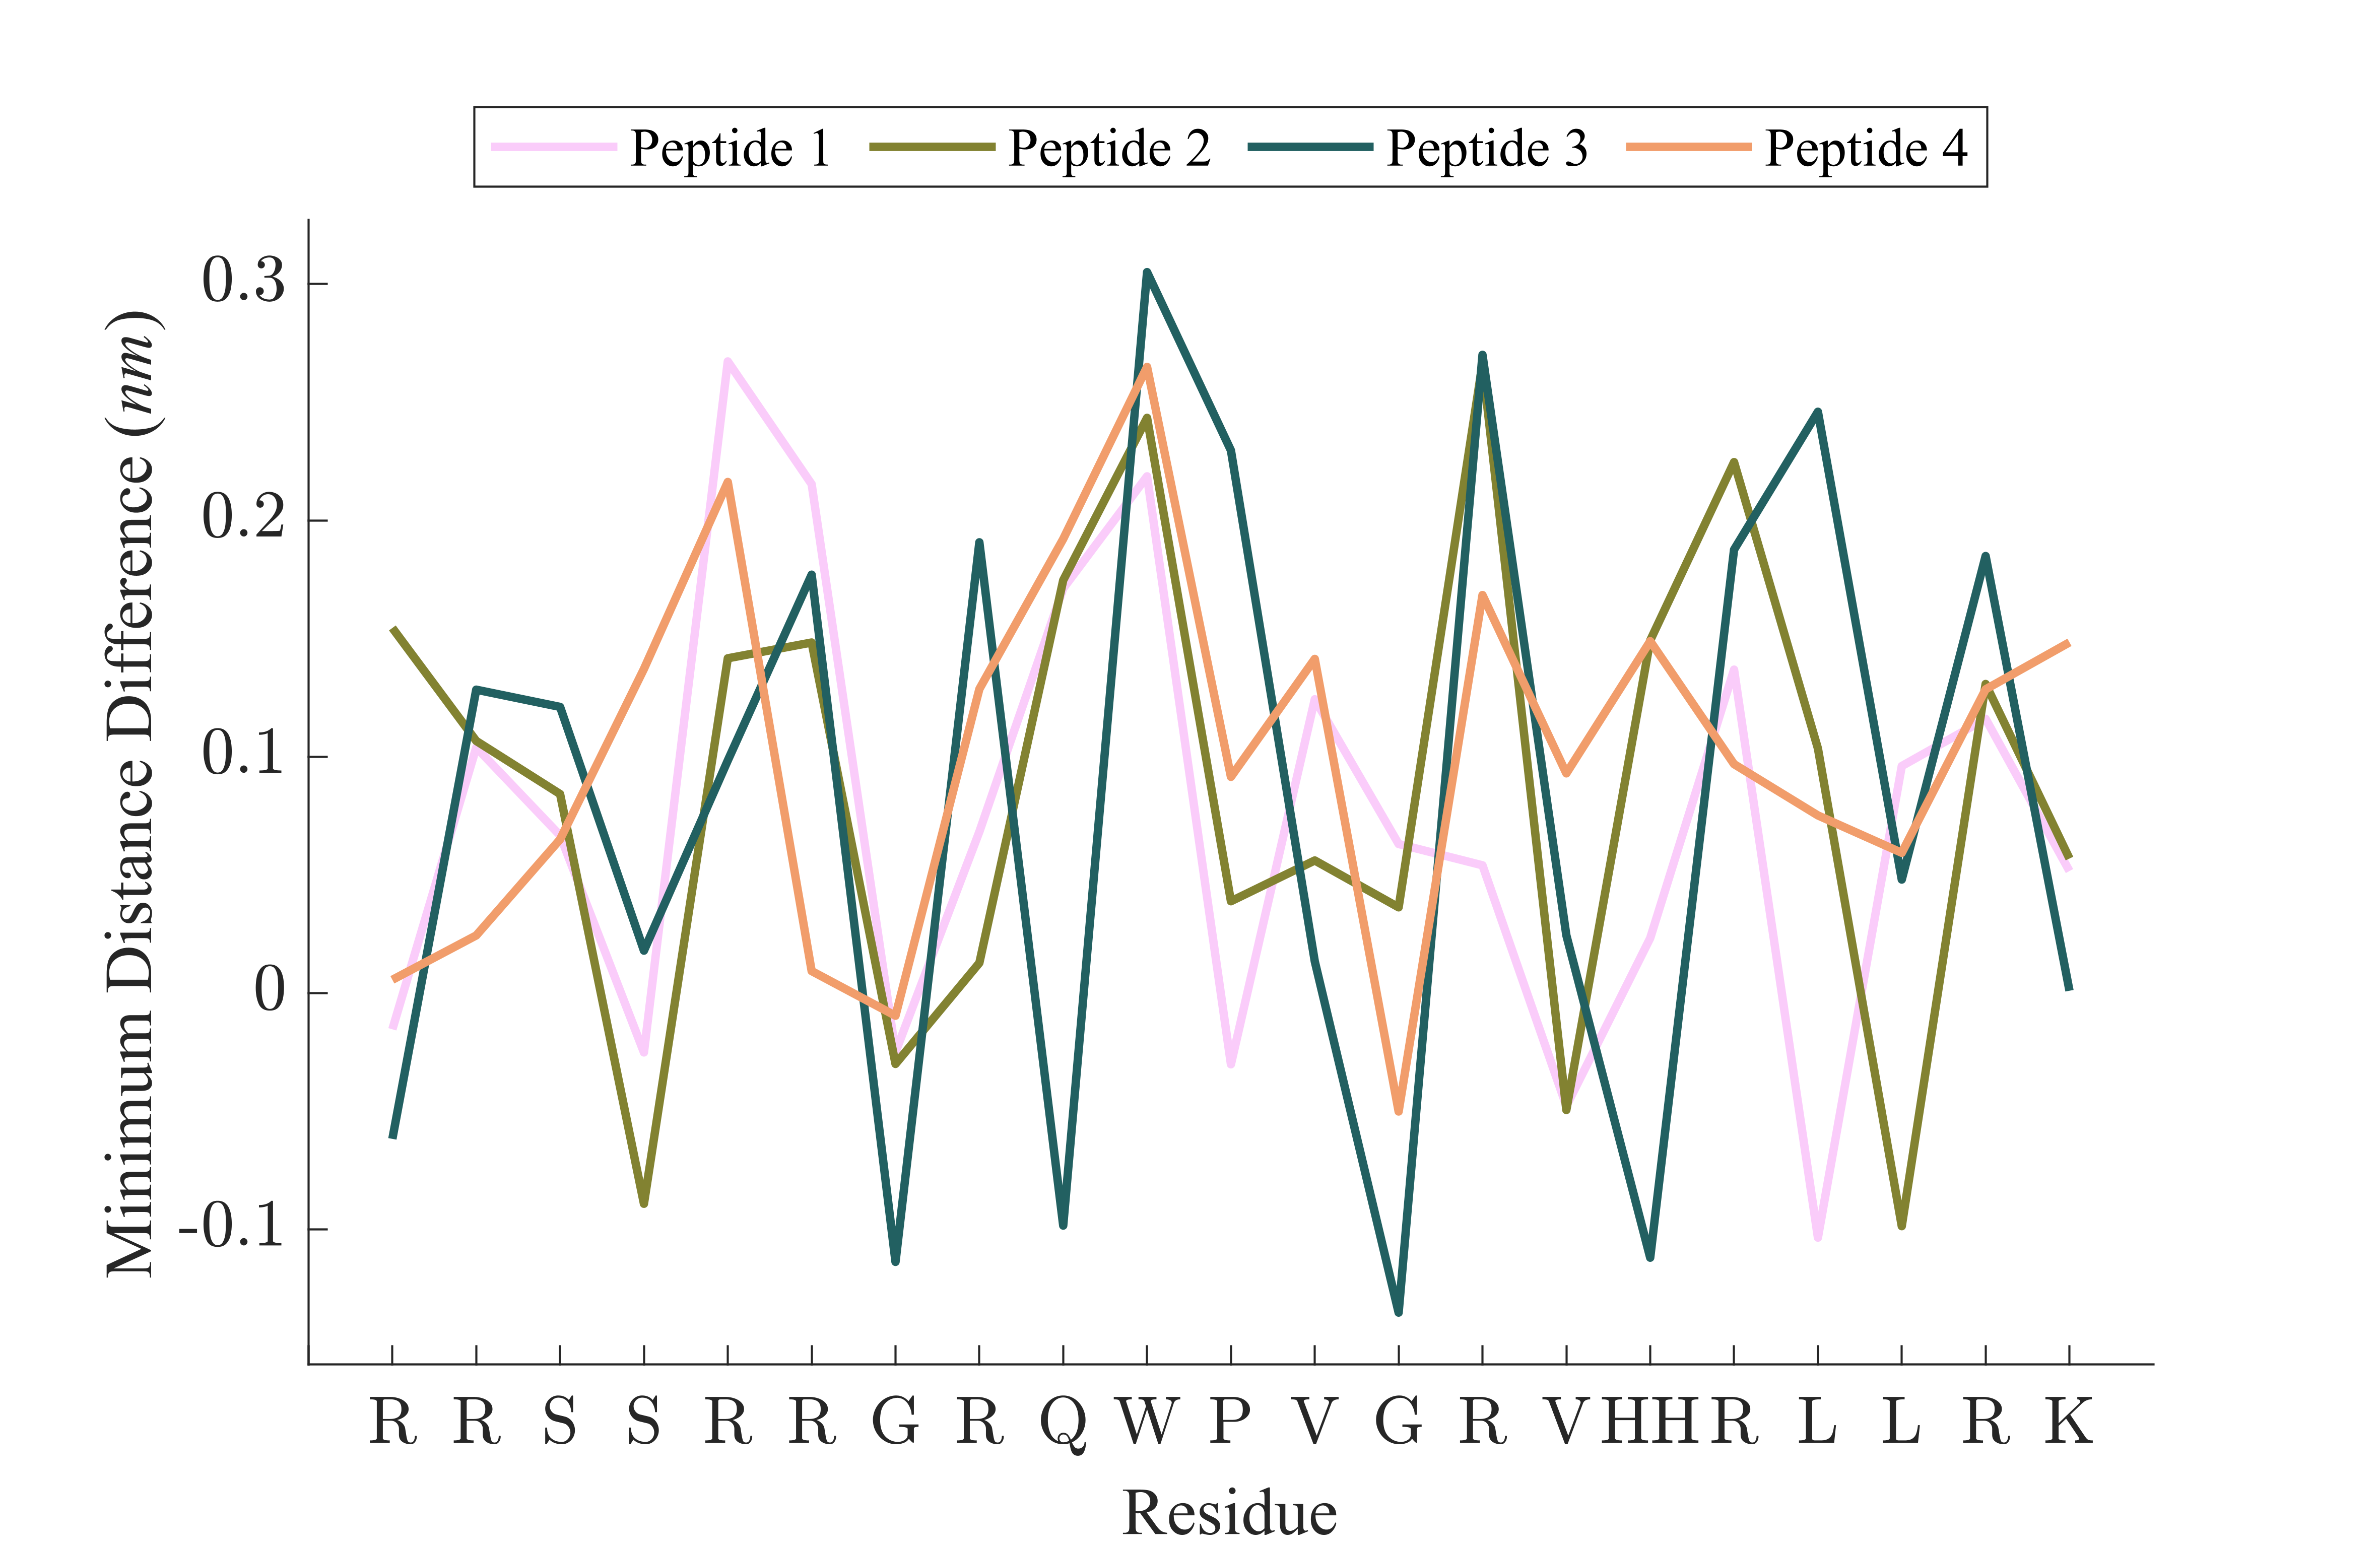 Peptide 1 Peptide 2 Peptide 3 Peptide 4
Minimum Distance Difference (nm)
0.3
0.2
0.1
0
-0.1
R R S S R R G R Q W P V G R V HH R L L R K
Residue